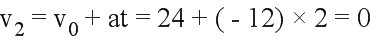 v₂ = v₀ + at = 24 + ( - 12) × 2 = 0